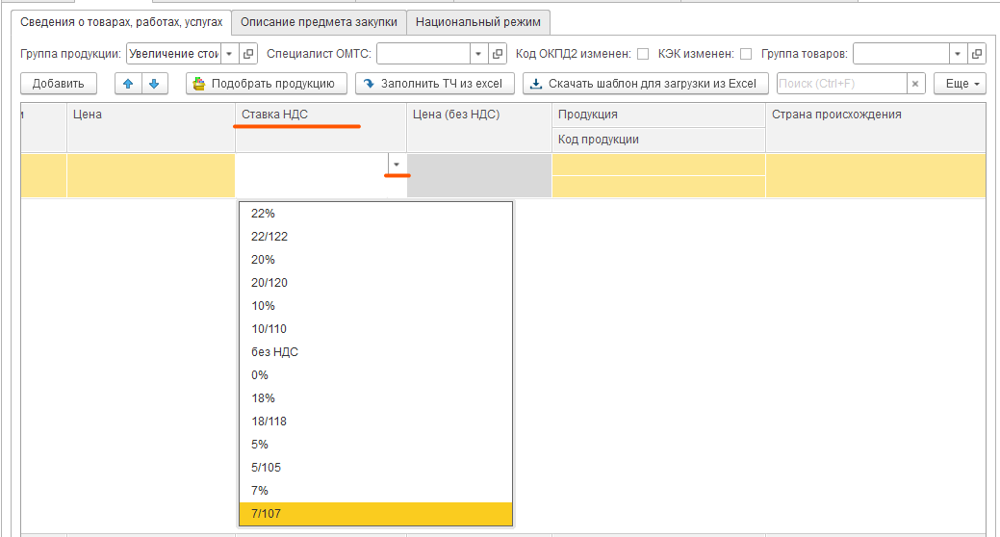 Сведения о товарах, работах, услугах Описание предмета закупки Национальный режим
Группа продукции: Увеличение стои Специалист ОМТС: Код ОКПД2 изменен: КЭК изменен: Группа товаров:
Добавить Подобрать продукцию Заполнить ТЧ из excel Скачать шаблон для загрузки из Excel Поиск (Ctrl+F) × Еще
Цена Ставка НДС Цена (без НДС) Продукция Страна происхождения
Код продукции
22%
22/122
20%
20/120
10%
10/110
без НДС
0%
18%
18/118
5%
5/105
7%
7/107